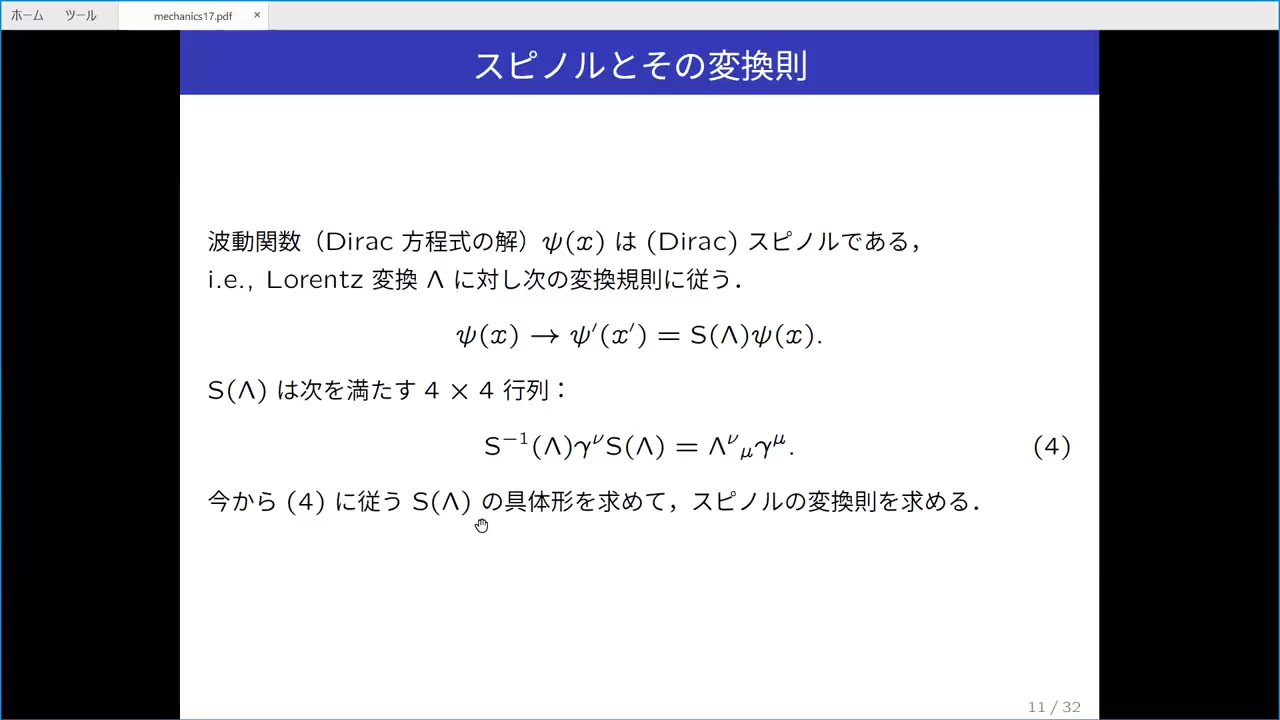 ホーム ツール mechanics17.pdf ×
スピノルとその変換則
波動関数（Dirac 方程式の解）ψ(x) は (Dirac) スピノルである，
i.e., Lorentz 変換 Λ に対し次の変換規則に従う．
ψ(x) → ψ′(x′) = S(Λ)ψ(x).
S(Λ) は次を満たす 4 × 4 行列：
S⁻¹(Λ)γ^ν S(Λ) = Λ^ν_μ γ^μ. (4)
今から (4) に従う S(Λ) の具体形を求めて，スピノルの変換則を求める．
11 / 32